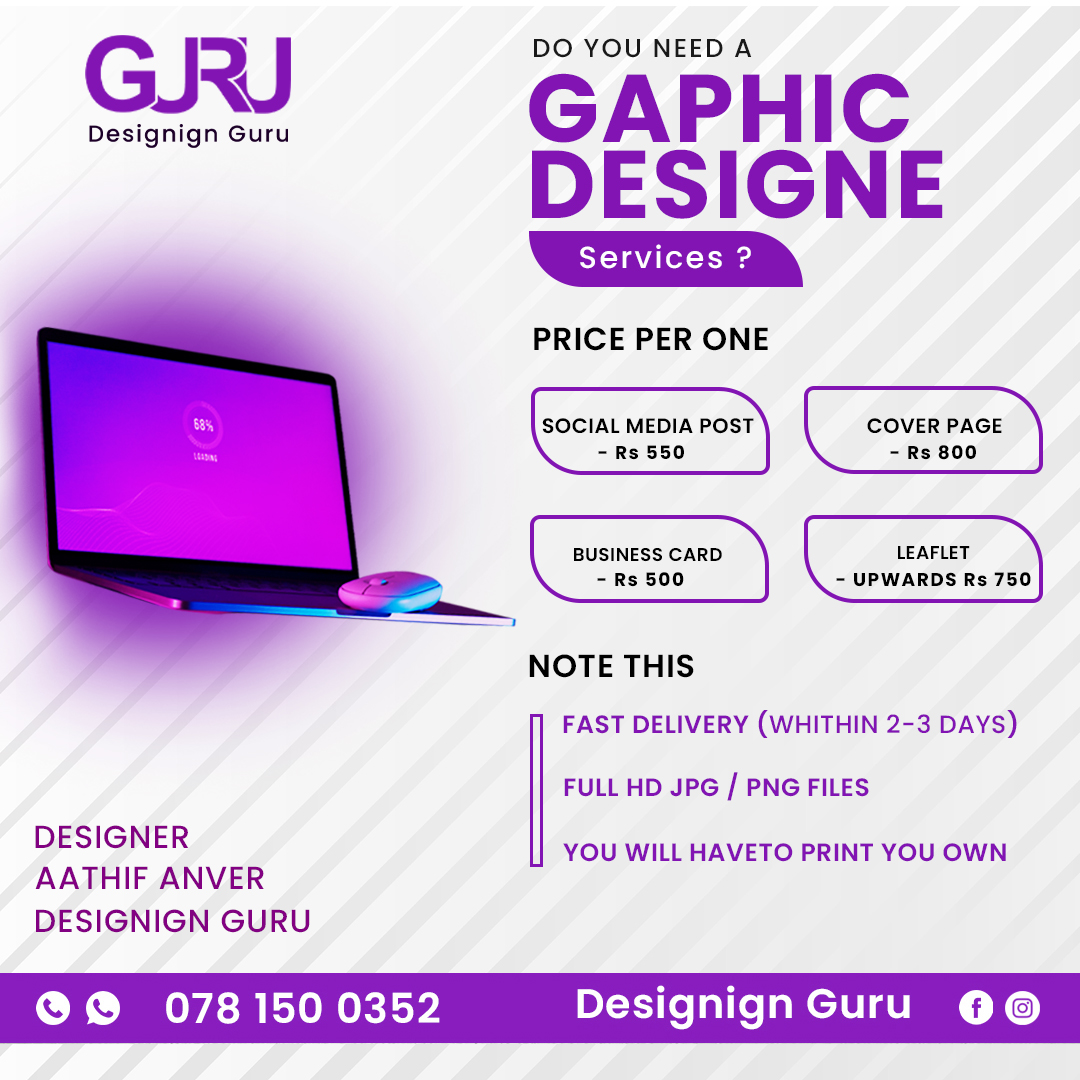 GURU
Designign Guru
DO YOU NEED A
GAPHIC
DESIGNE
Services ?
PRICE PER ONE
SOCIAL MEDIA POST
- Rs 550
COVER PAGE
- Rs 800
BUSINESS CARD
- Rs 500
LEAFLET
- UPWARDS Rs 750
68%
LOADING
NOTE THIS
FAST DELIVERY (WHITHIN 2-3 DAYS)
FULL HD JPG / PNG FILES
YOU WILL HAVETO PRINT YOU OWN
DESIGNER
AATHIF ANVER
DESIGNIGN GURU
078 150 0352
Designign Guru